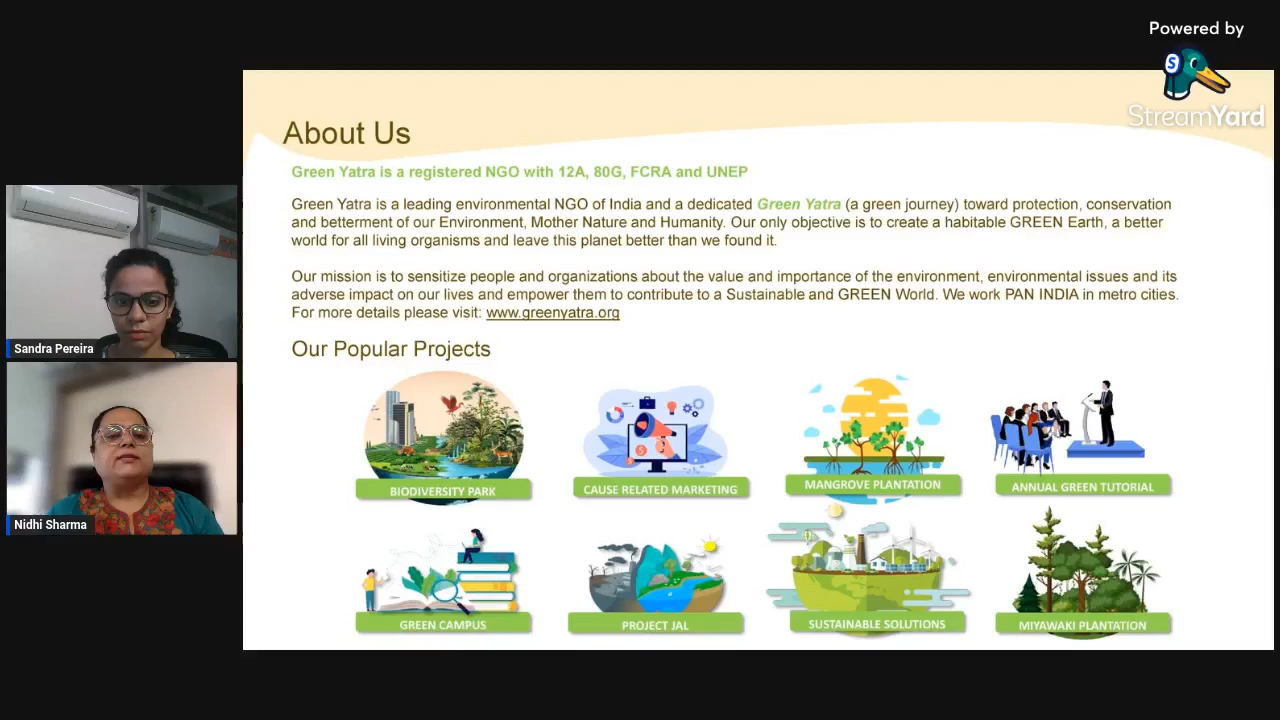 Powered by
S
StreamYard
About Us
Green Yatra is a registered NGO with 12A, 80G, FCRA and UNEP
Green Yatra is a leading environmental NGO of India and a dedicated Green Yatra (a green journey) toward protection, conservation
and betterment of our Environment, Mother Nature and Humanity. Our only objective is to create a habitable GREEN Earth, a better
world for all living organisms and leave this planet better than we found it.
Our mission is to sensitize people and organizations about the value and importance of the environment, environmental issues and its
adverse impact on our lives and empower them to contribute to a Sustainable and GREEN World. We work PAN INDIA in metro cities.
For more details please visit: www.greenyatra.org
Sandra Pereira
Nidhi Sharma
Our Popular Projects
BIODIVERSITY PARK
CAUSE RELATED MARKETING
MANGROVE PLANTATION
ANNUAL GREEN TUTORIAL
GREEN CAMPUS
PROJECT JAL
SUSTAINABLE SOLUTIONS
MIYAWAKI PLANTATION